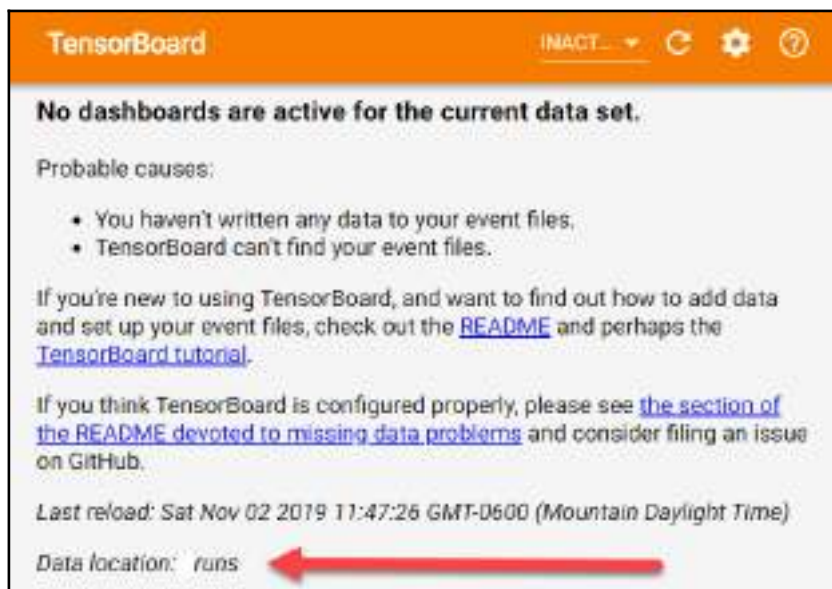 TensorBoard INACT...
No dashboards are active for the current data set.
Probable causes:
• You haven't written any data to your event files.
• TensorBoard can't find your event files.
If you're new to using TensorBoard, and want to find out how to add data
and set up your event files, check out the README and perhaps the
TensorBoard tutorial.
If you think TensorBoard is configured properly, please see the section of
the README devoted to missing data problems and consider filing an issue
on GitHub.
Last reload: Sat Nov 02 2019 11:47:26 GMT-0600 (Mountain Daylight Time)
Data location: runs